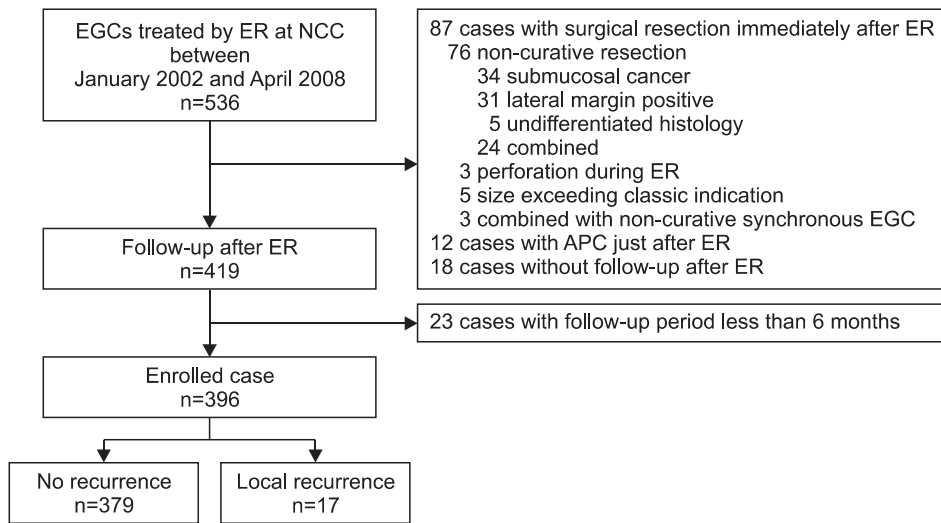 EGCs treated by ER at NCC
between
January 2002 and April 2008
n=536
87 cases with surgical resection immediately after ER
76 non-curative resection
34 submucosal cancer
31 lateral margin positive
5 undifferentiated histology
24 combined
3 perforation during ER
5 size exceeding classic indication
3 combined with non-curative synchronous EGC
12 cases with APC just after ER
18 cases without follow-up after ER
Follow-up after ER
n=419
23 cases with follow-up period less than 6 months
Enrolled case
n=396
No recurrence
n=379
Local recurrence
n=17